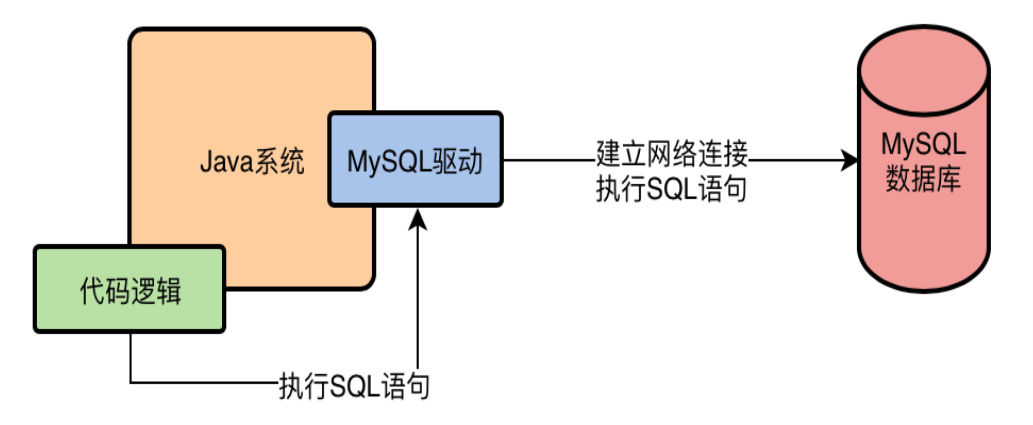 Java系统
MySQL驱动
建立网络连接
执行SQL语句
MySQL
数据库
代码逻辑
执行SQL语句